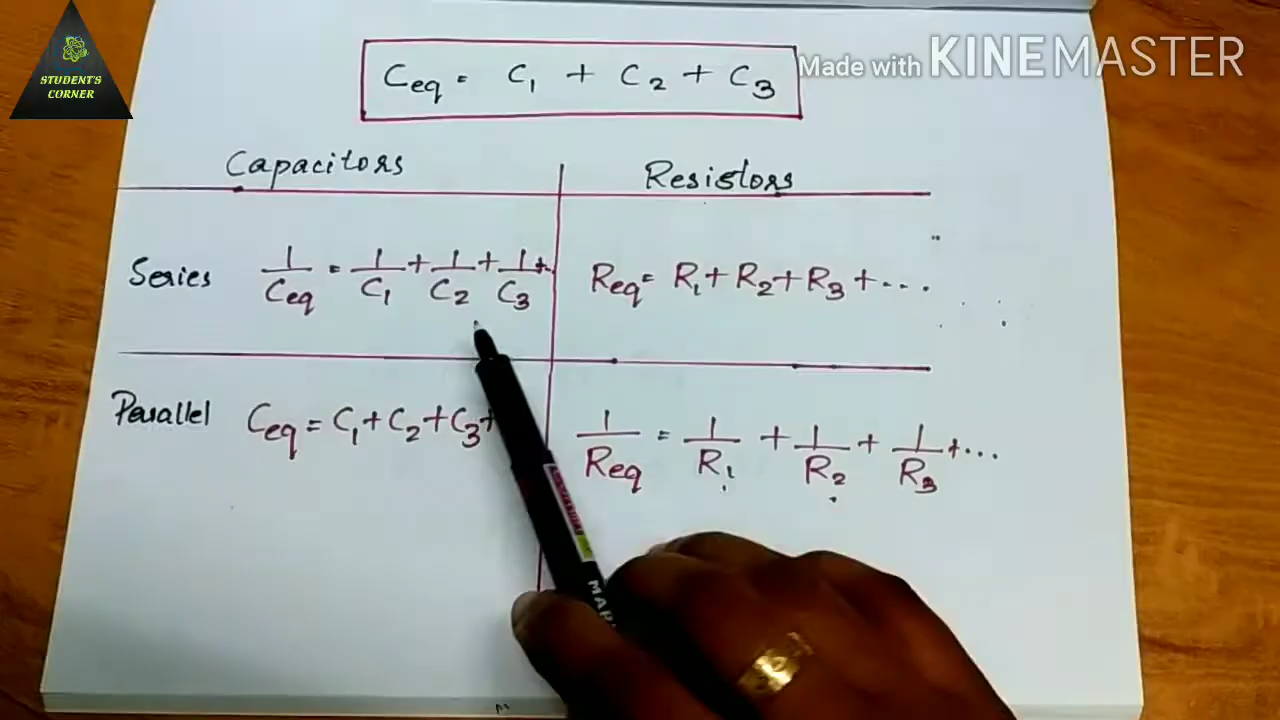 STUDENT'S
CORNER
Made with KINEMASTER
Ceq = C1 + C2 + C3
Capacitors Resistors
Series 1/Ceq = 1/C1 + 1/C2 + 1/C3 + Req = R1 + R2 + R3 + ...
Parallel Ceq = C1 + C2 + C3 + 1/Req = 1/R1 + 1/R2 + 1/R3 + ...